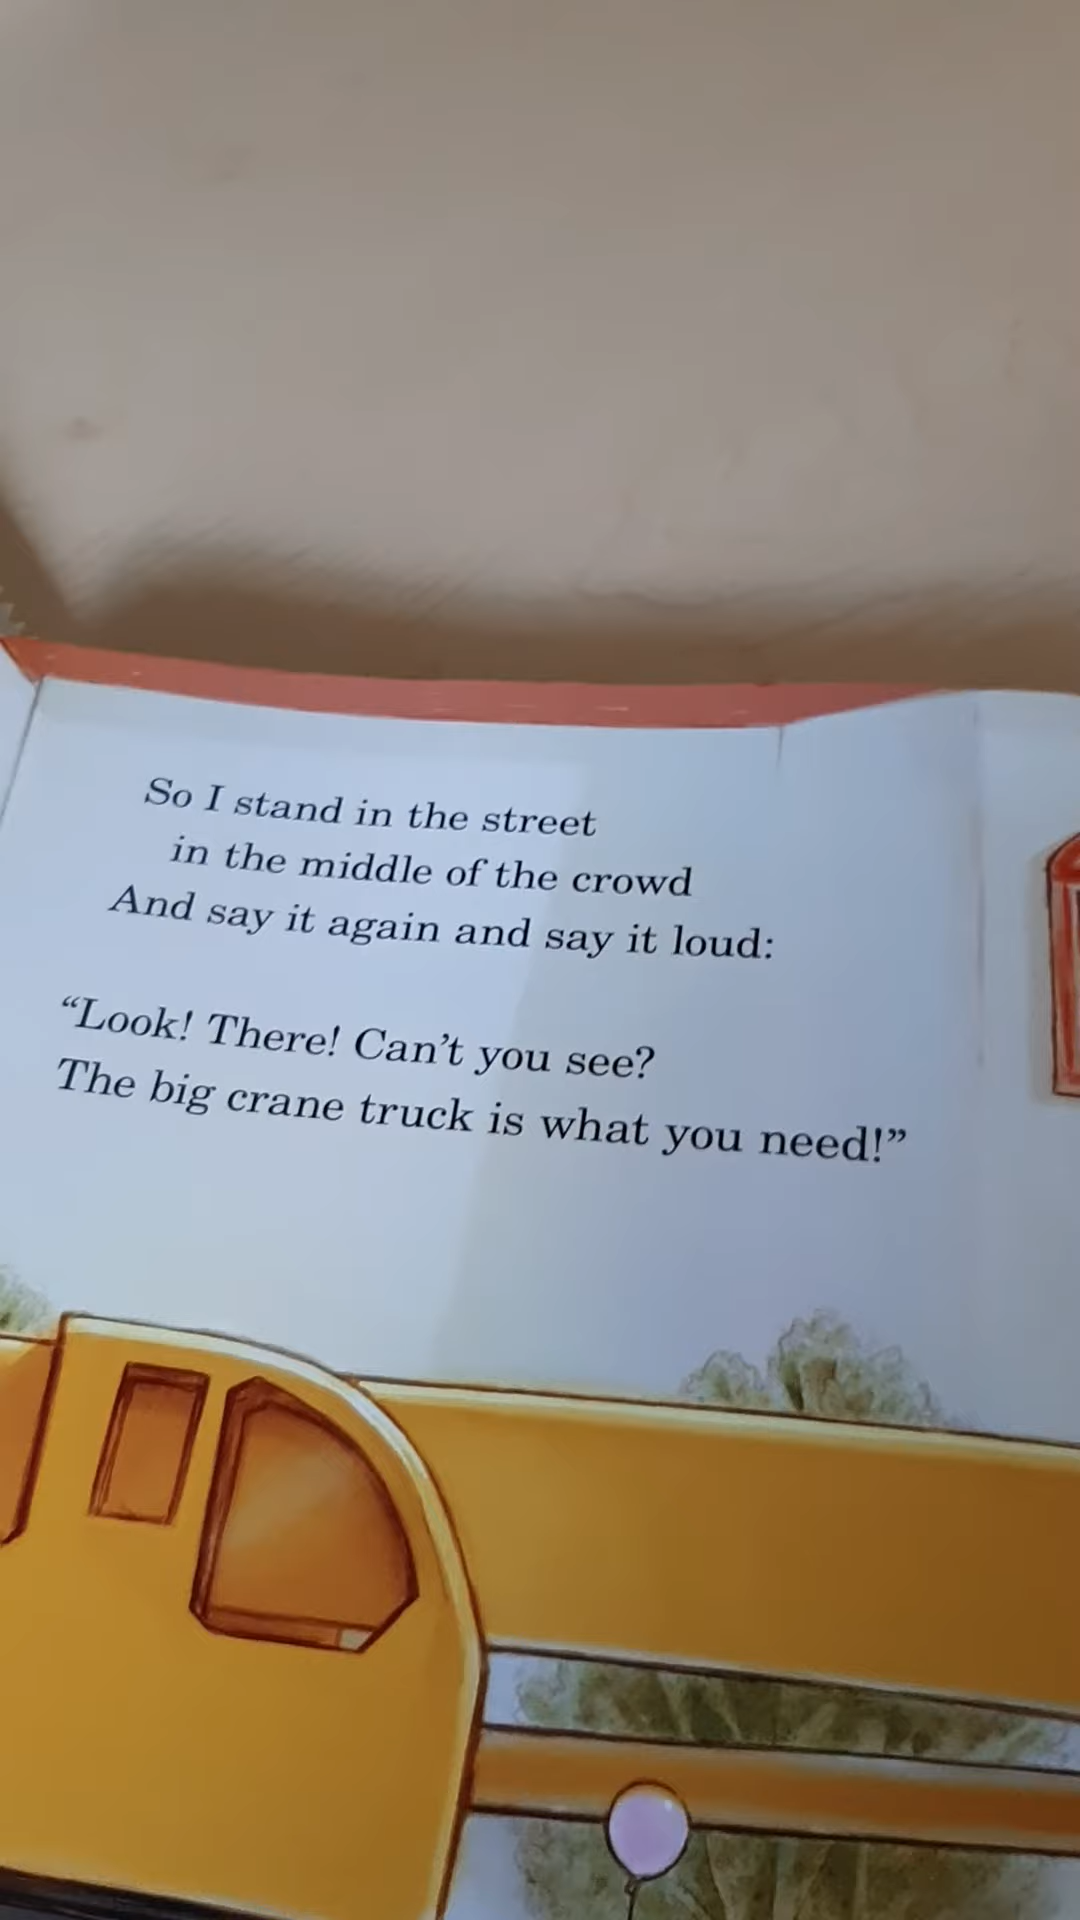 So I stand in the street
in the middle of the crowd
And say it again and say it loud:
“Look! There! Can’t you see?
The big crane truck is what you need!”